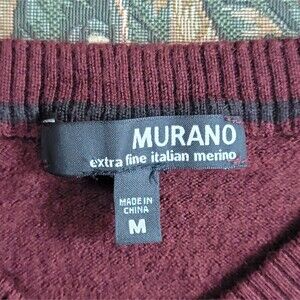 MURANO
extra fine italian merino
MADE IN
CHINA
M